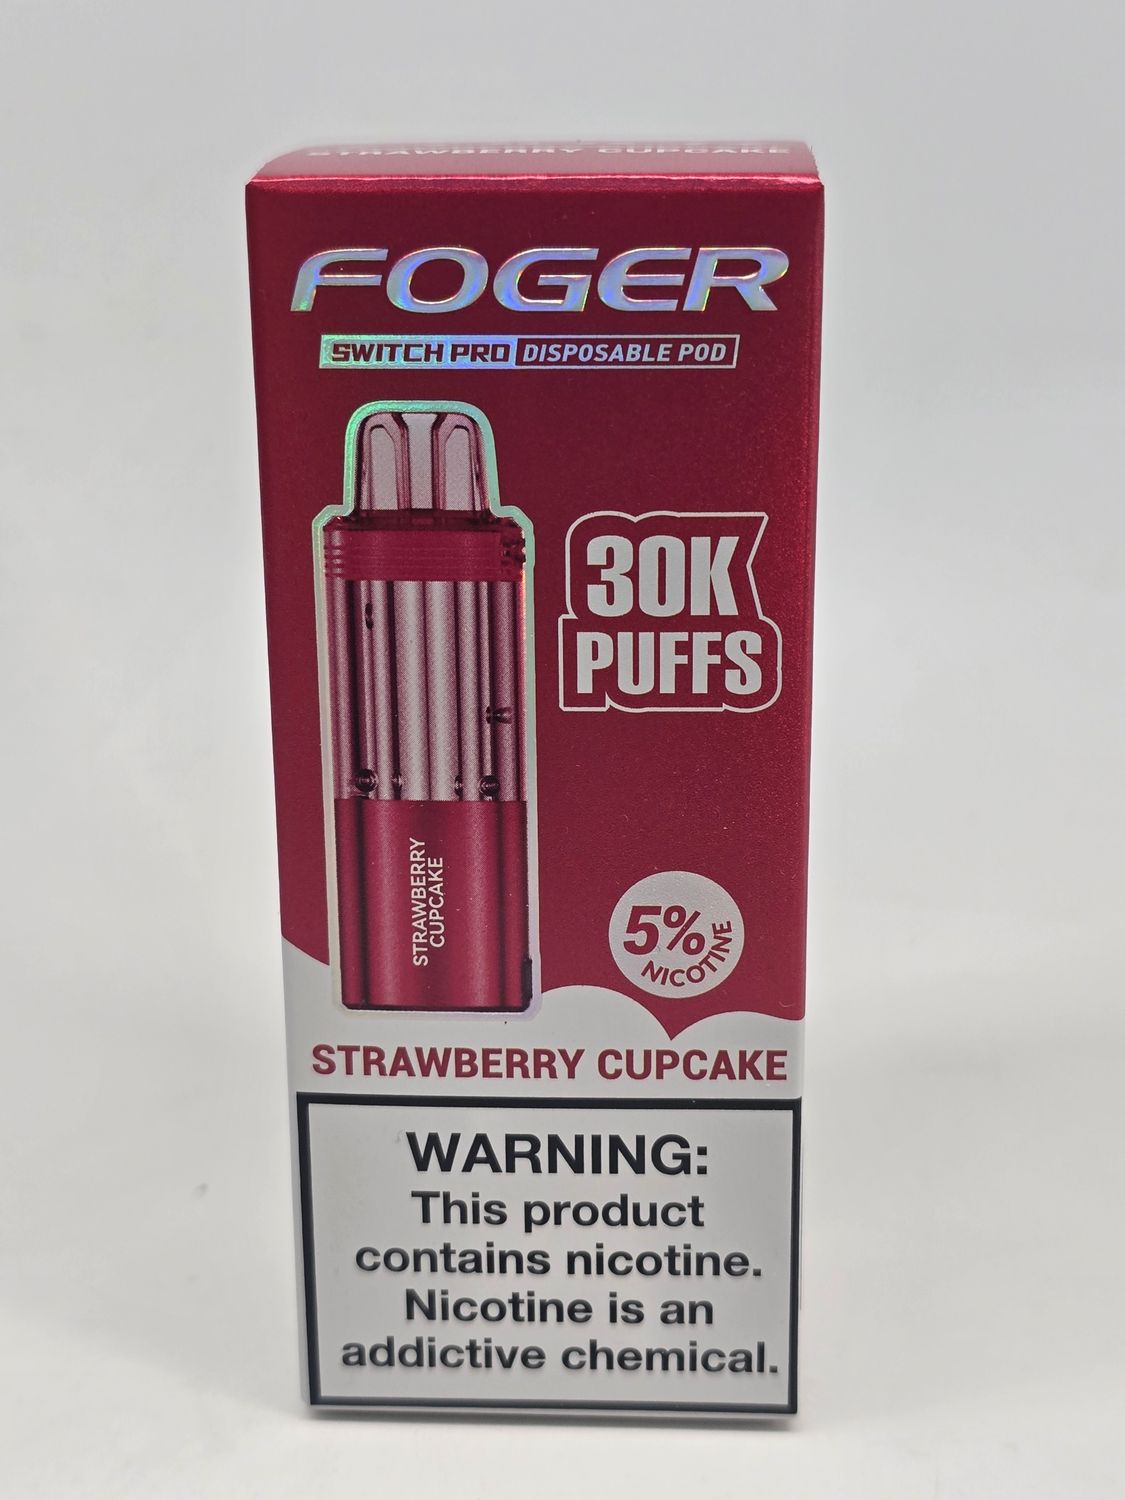 STRAWBERRY CUPCAKE
FOGER
SWITCH PRO DISPOSABLE POD
30K
PUFFS
STRAWBERRY
CUPCAKE
5%
NICOTINE
STRAWBERRY CUPCAKE
WARNING:
This product
contains nicotine.
Nicotine is an
addictive chemical.